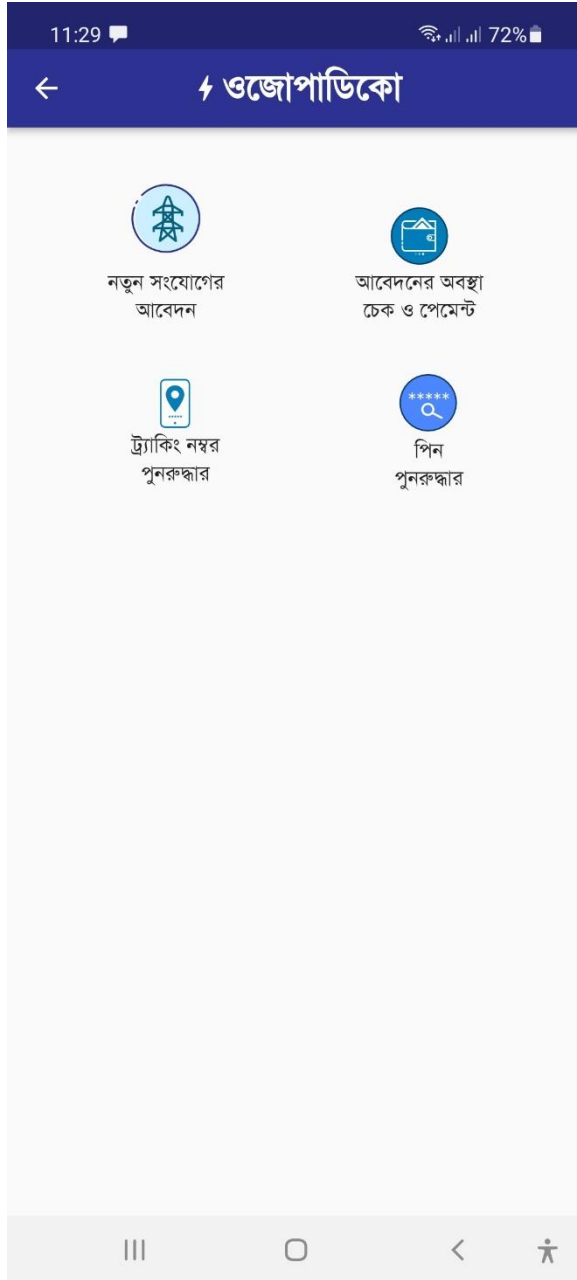 11:29
72%
ওজোপাডিকো
নতুন সংযোগের
আবেদন
আবেদনের অবস্থা
চেক ও পেমেন্ট
ট্র্যাকিং নম্বর
পুনরুদ্ধার
*****
পিন
পুনরুদ্ধার